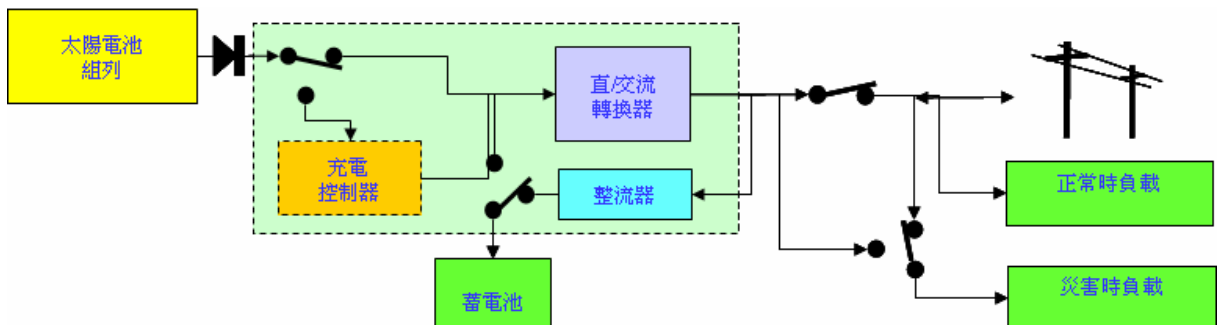 太陽電池
組列
直/交流
轉換器
充電
控制器
整流器
正常時負載
蓄電池
災害時負載